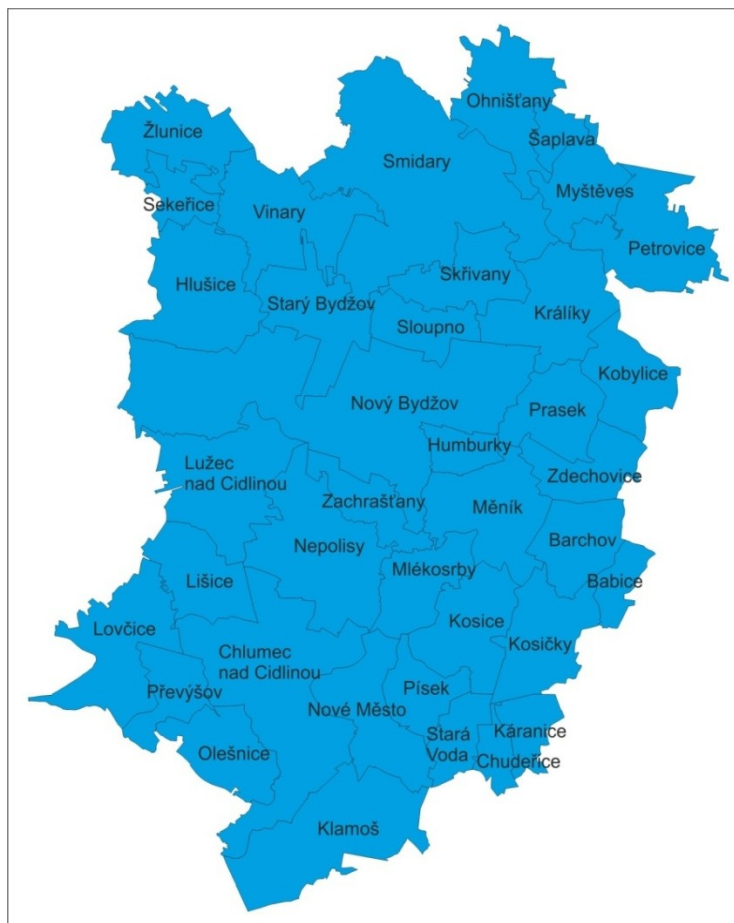 Ohnišťany
Žlunice
Šaplava
Smidary
Myštěves
Sekeřice
Vinary
Petrovice
Skřivany
Hlušice
Starý Bydžov
Králíky
Sloupno
Kobylice
Nový Bydžov
Prasek
Humburky
Lužec
nad Cidlinou
Zdechovice
Zachrašťany
Měník
Barchov
Nepolisy
Mlékosrby
Lišice
Babice
Kosice
Lovčice
Kosičky
Chlumec
nad Cidlinou
Převýšov
Písek
Nové Město
Káranice
Stará
Voda
Olešnice
Chudeřice
Klamoš